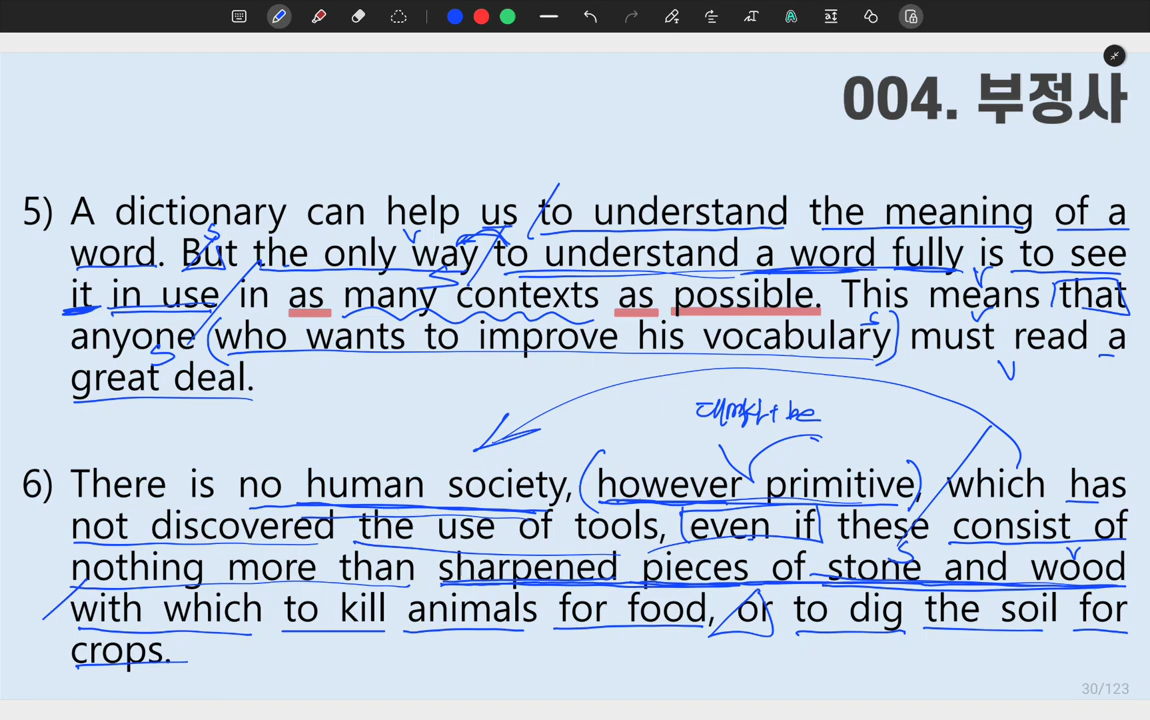 004. 부정사
5) A dictionary can help us to understand the meaning of a
word. But the only way to understand a word fully is to see
it in use in as many contexts as possible. This means that
anyone who wants to improve his vocabulary must read a
great deal.
대명사+be
6) There is no human society, however primitive, which has
not discovered the use of tools, even if these consist of
nothing more than sharpened pieces of stone and wood
with which to kill animals for food, or to dig the soil for
crops.
30/123